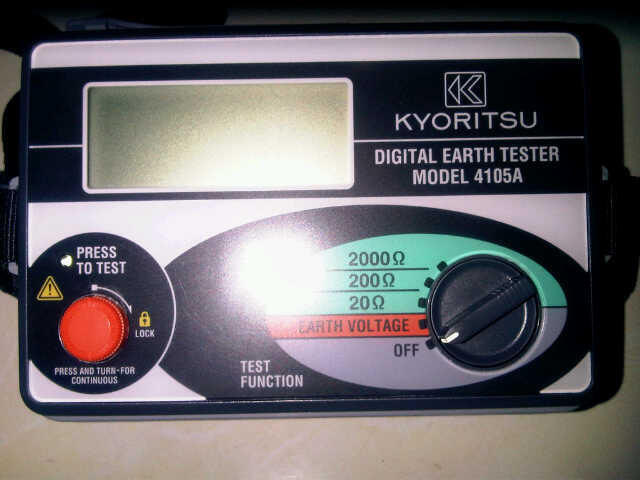 KYORITSU
DIGITAL EARTH TESTER
MODEL 4105A
PRESS
TO TEST
LOCK
PRESS AND TURN-FOR
CONTINUOUS
2000Ω
200Ω
20Ω
EARTH VOLTAGE
OFF
TEST
FUNCTION